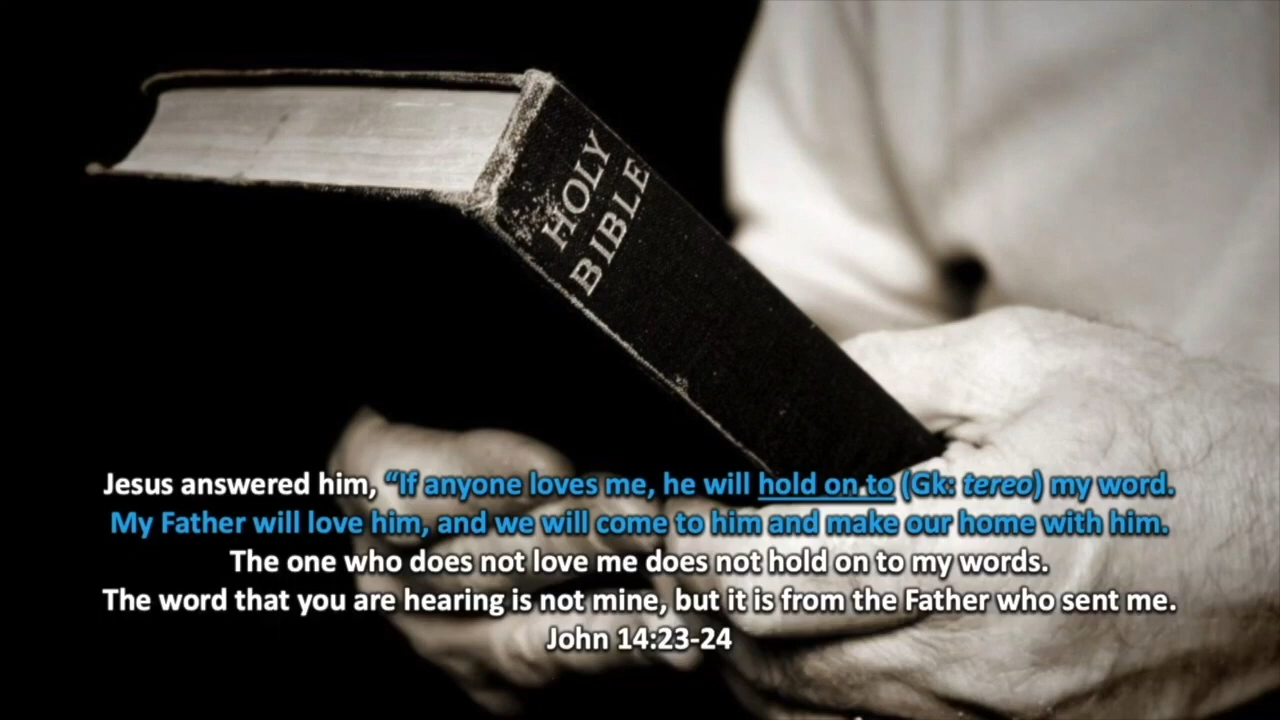 HOLY
BIBLE
Jesus answered him, “If anyone loves me, he will hold on to (Gk: tereo) my word.
My Father will love him, and we will come to him and make our home with him.
The one who does not love me does not hold on to my words.
The word that you are hearing is not mine, but it is from the Father who sent me.
John 14:23-24